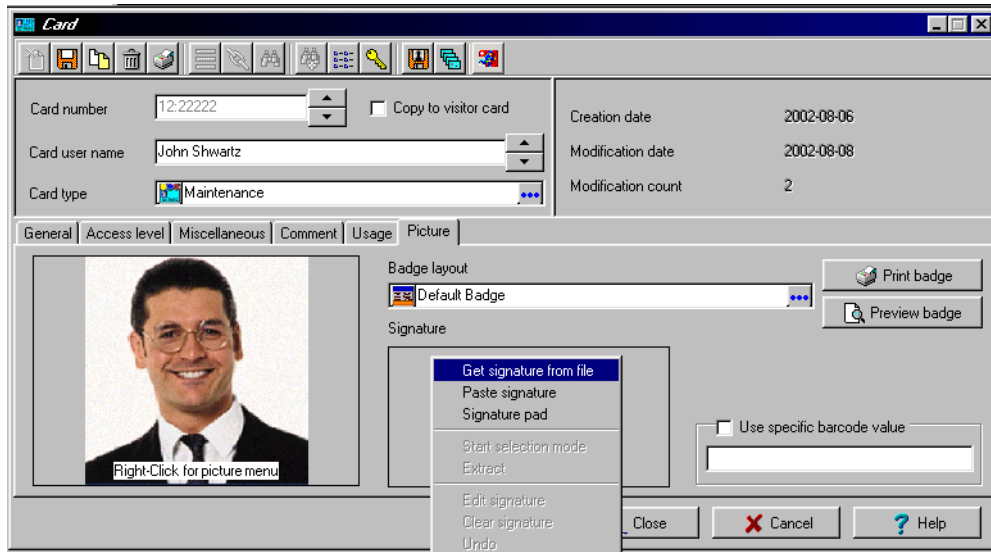 Card
Card number
12:22222
Copy to visitor card
Card user name
John Shwartz
Card type
Maintenance
Creation date
2002-08-06
Modification date
2002-08-08
Modification count
2
General
Access level
Miscellaneous
Comment
Usage
Picture
Right-Click for picture menu
Badge layout
Default Badge
Print badge
Preview badge
Signature
Get signature from file
Paste signature
Signature pad
Start selection mode
Extract
Edit signature
Clear signature
Undo
Use specific barcode value
Close
Cancel
? Help